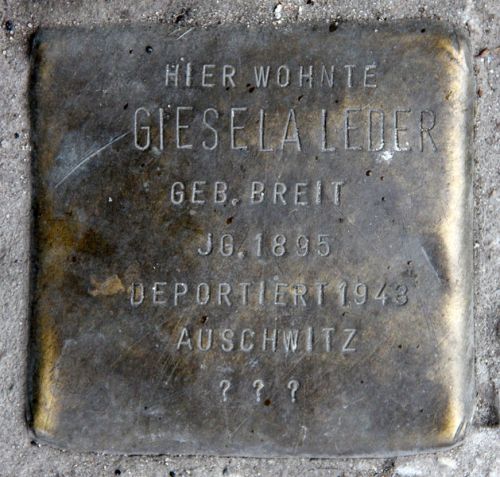 HIER WOHNTE
GIESELA LEDER
GEB. BREIT
JG. 1895
DEPORTIERT 1943
AUSCHWITZ
? ? ?